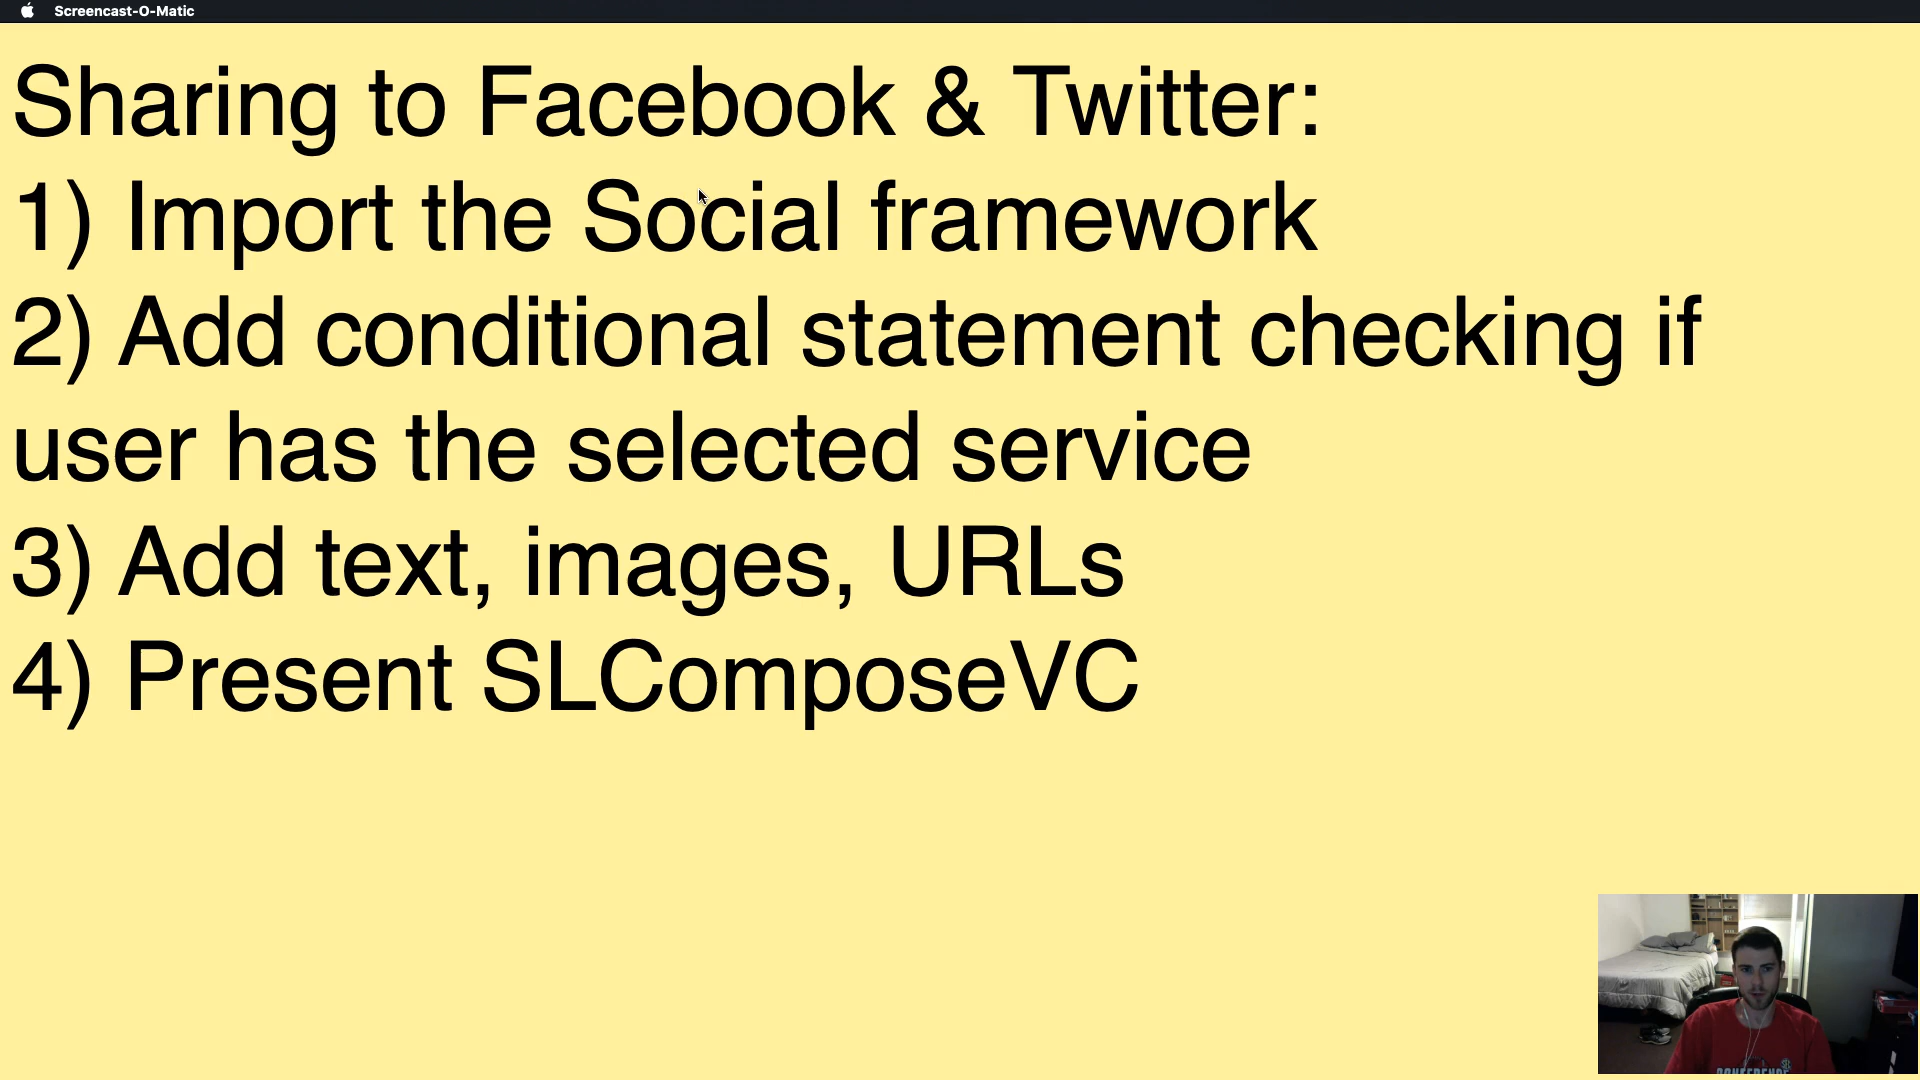 Screencast-O-Matic
Sharing to Facebook & Twitter:
1) Import the Social framework
2) Add conditional statement checking if
user has the selected service
3) Add text, images, URLs
4) Present SLComposeVC
CONFERENCE